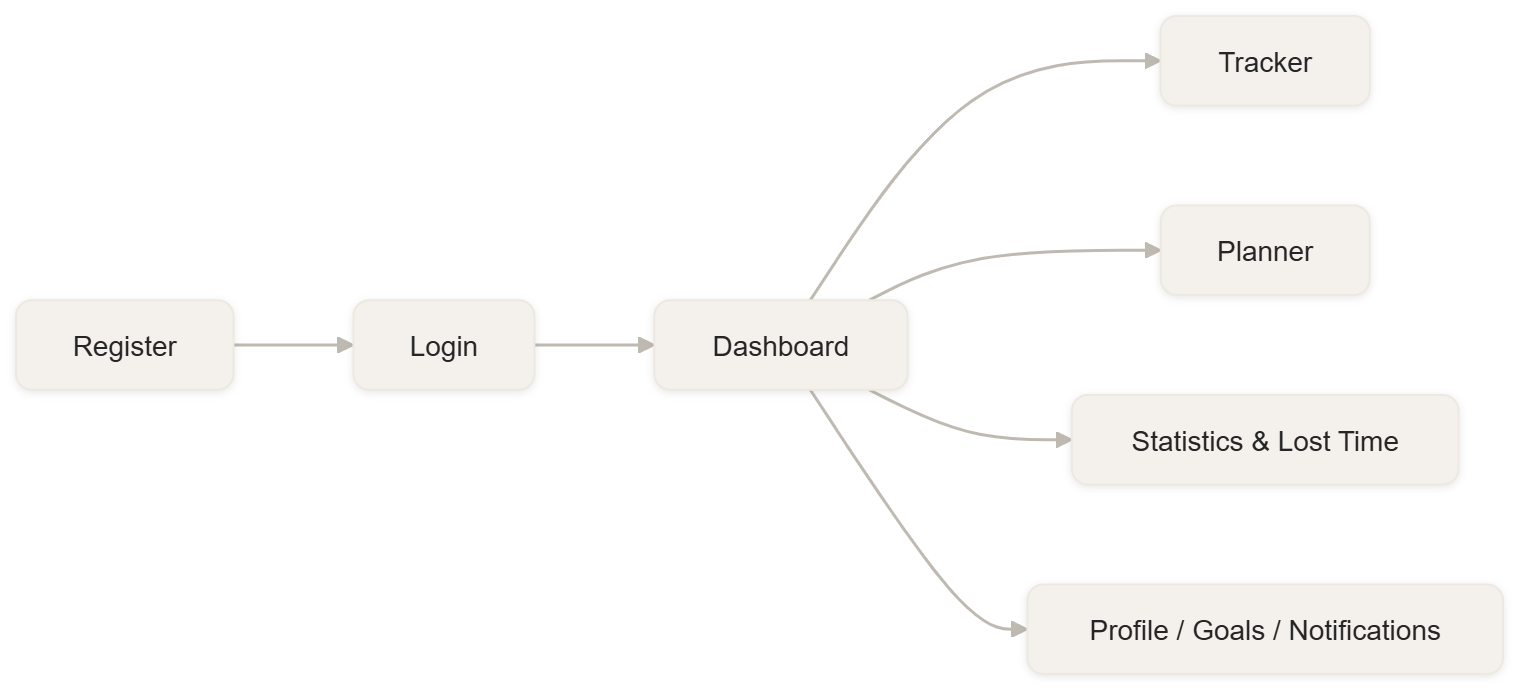 Register
Login
Dashboard
Tracker
Planner
Statistics & Lost Time
Profile / Goals / Notifications